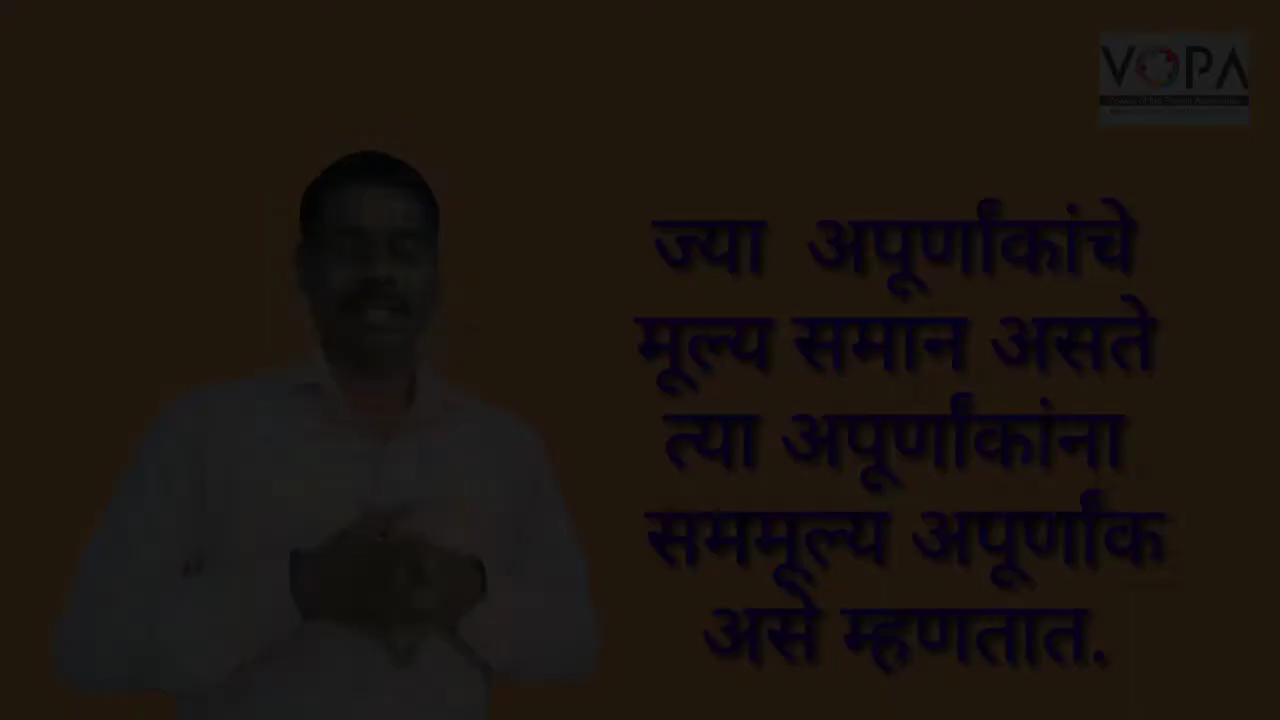 VOPA
ज्या अपूर्णांकांचे
मूल्य समान असते
त्या अपूर्णांकांना
सममूल्य अपूर्णांक
असे म्हणतात.